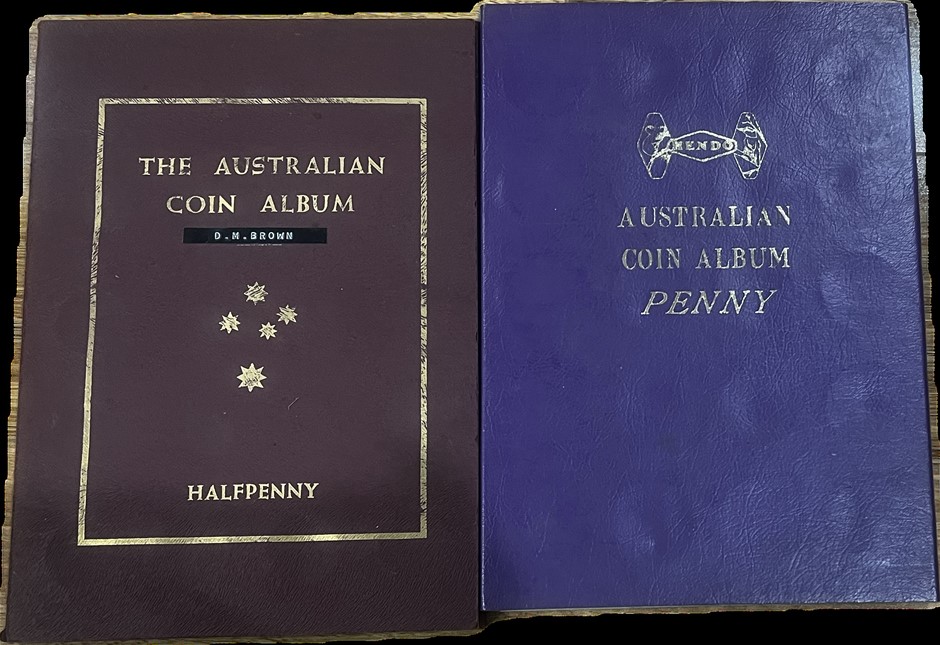 THE AUSTRALIAN
COIN ALBUM
D.M.BROWN
HALFPENNY
HENDO
AUSTRALIAN
COIN ALBUM
PENNY